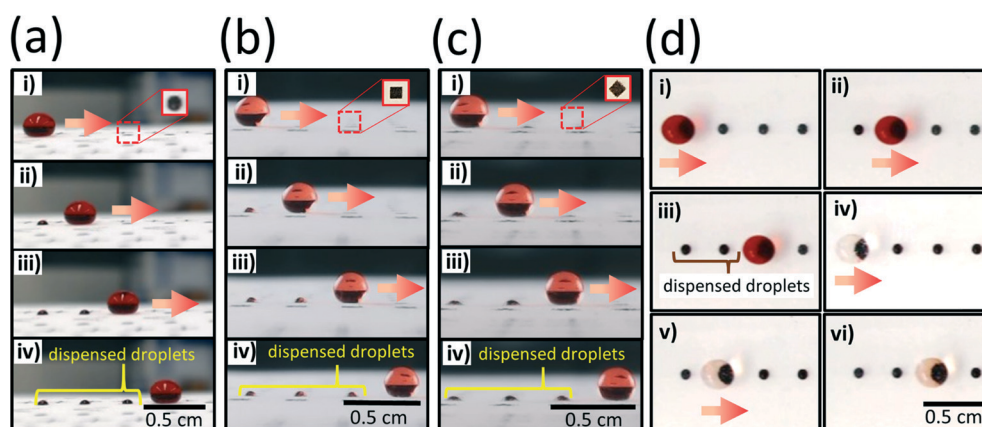 (a)
i)
ii)
iii)
iv)
dispensed droplets
0.5 cm
(b)
i)
ii)
iii)
iv)
dispensed droplets
0.5 cm
(c)
i)
ii)
iii)
iv)
dispensed droplets
0.5 cm
(d)
i)
ii)
iii)
dispensed droplets
iv)
v)
vi)
0.5 cm